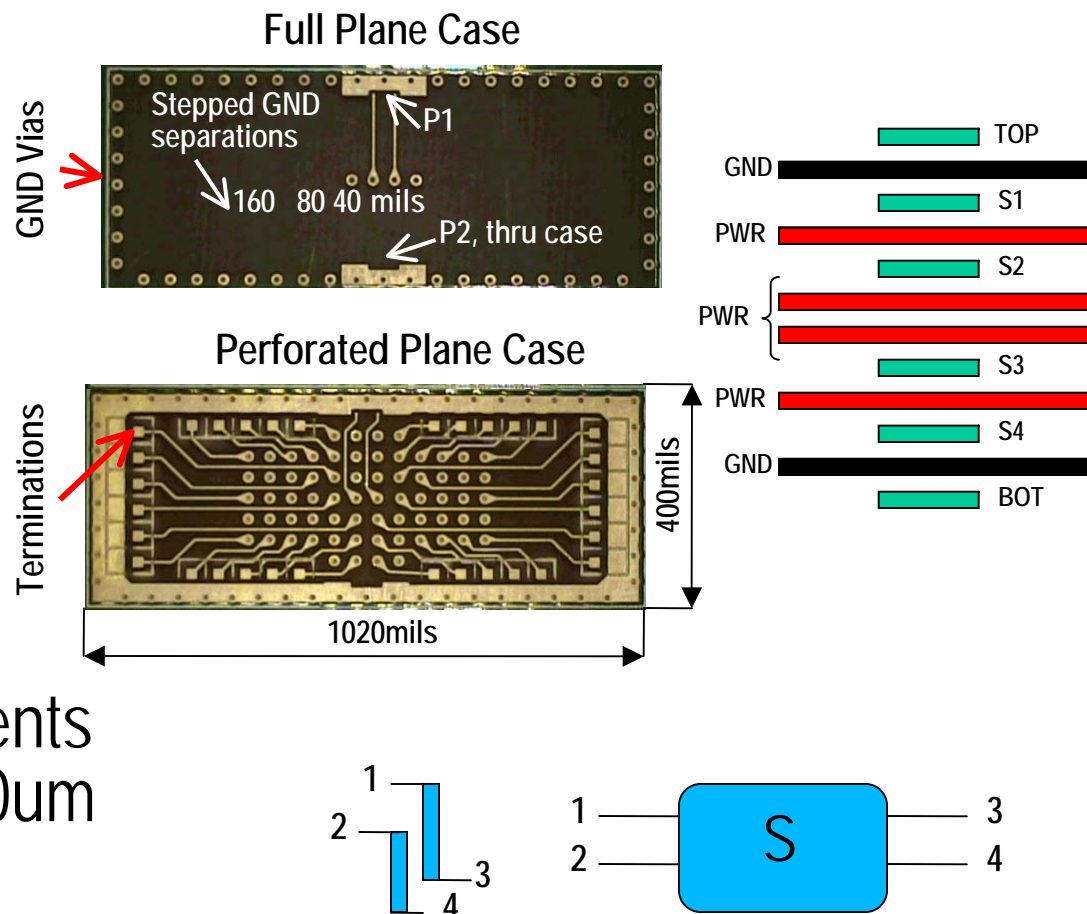 Full Plane Case
GND Vias
Stepped GND
separations
P1
160 80 40 mils
P2, thru case
TOP
GND
S1
PWR
S2
PWR
S3
PWR
S4
GND
BOT
Perforated Plane Case
Terminations
400mils
1020mils
ents
0um
1
2
3
4
1
2
S
3
4